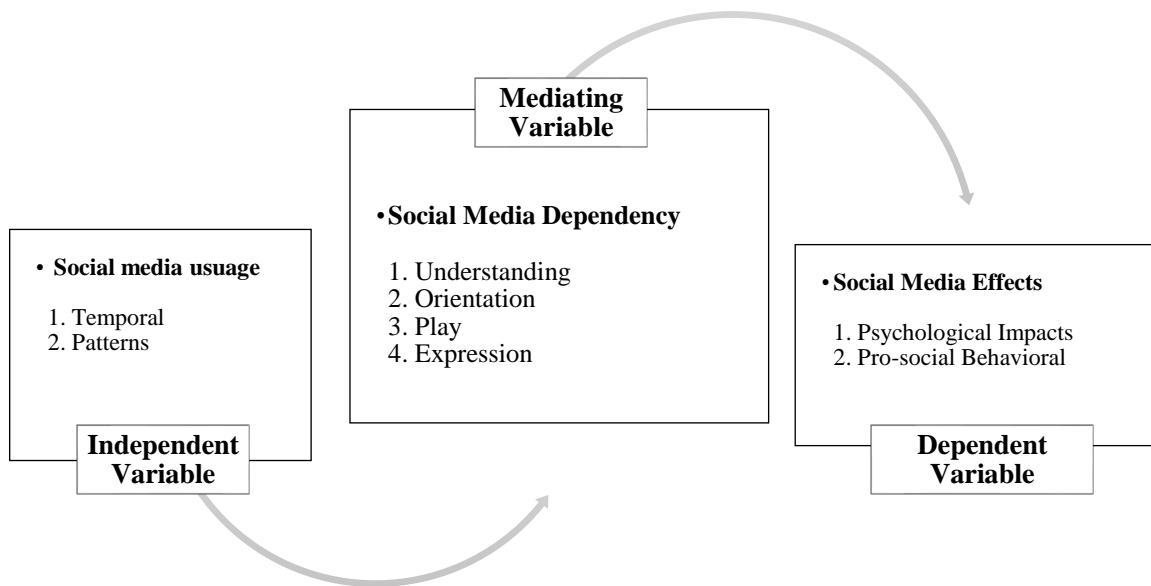 • Social media usuage
1. Temporal
2. Patterns
Independent
Variable
Mediating
Variable
• Social Media Dependency
1. Understanding
2. Orientation
3. Play
4. Expression
• Social Media Effects
1. Psychological Impacts
2. Pro-social Behavioral
Dependent
Variable